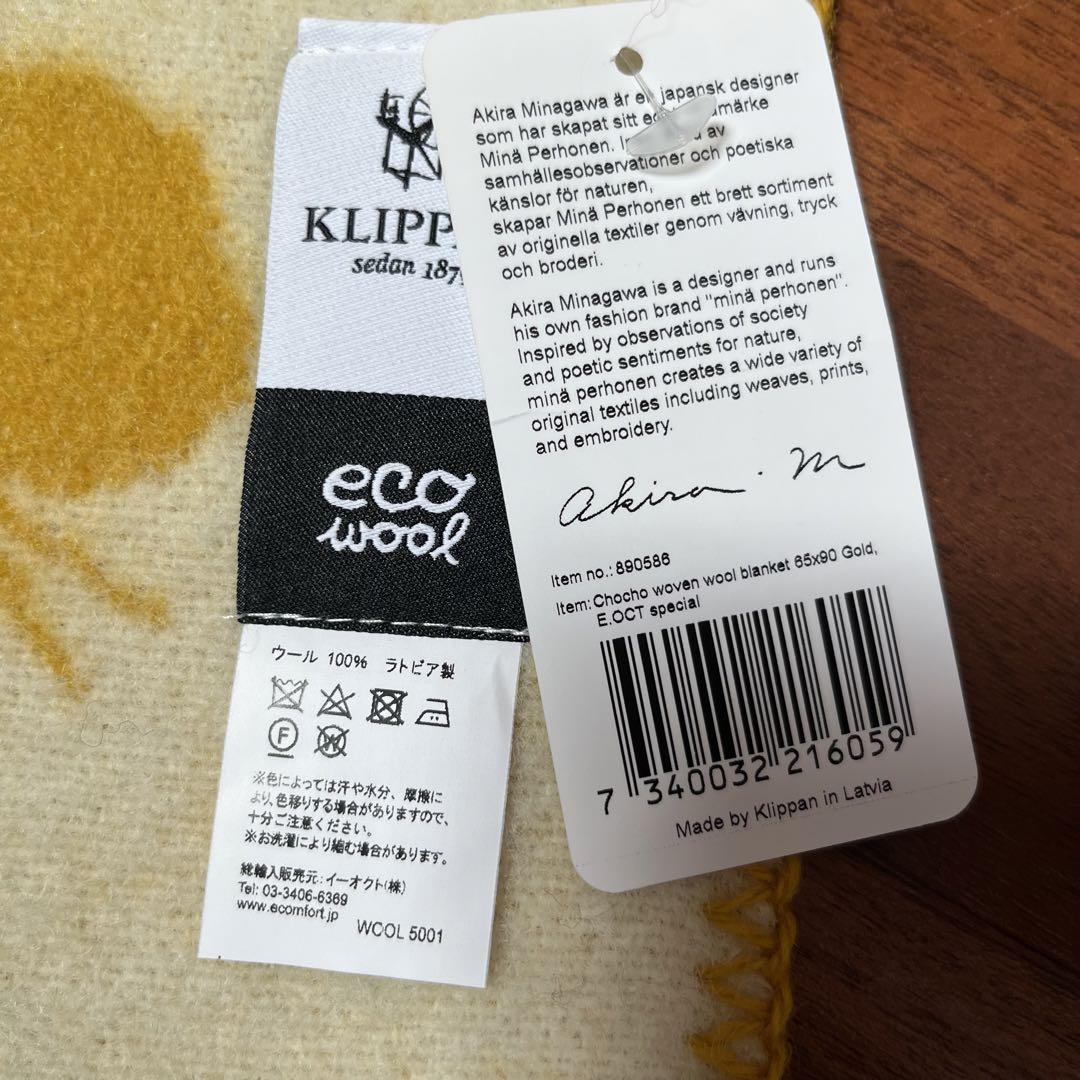 KLIPP
sedan 187
eco
wool
ウール 100% ラトビア製
F
W
※色によっては汗や水分、摩擦に
より、色移りする場合がありますので、
十分ご注意ください。
※お洗濯により縮む場合があります。
総輸入販売元:イーオクト(株)
Tel: 03-3406-6369
www.ecomfort.jp
WOOL 5001
Akira Minagawa är japansk designer
som har skapat sitt
Minä Perhonen. av
samhällesobservationer och poetiska
känslor för naturen,
skapar Minä Perhonen ett brett sortiment
av originella textiler genom vävning, tryck
och broderi.
Akira Minagawa is a designer and runs
his own fashion brand "minä perhonen".
Inspired by observations of society
and poetic sentiments for nature,
minä perhonen creates a wide variety of
original textiles including weaves, prints,
and embroidery.
akira. m
Item no.: 890586
Item: Chocho woven wool blanket 65x90 Gold,
E.OCT special
7 340032 216059
Made by Klippan in Latvia